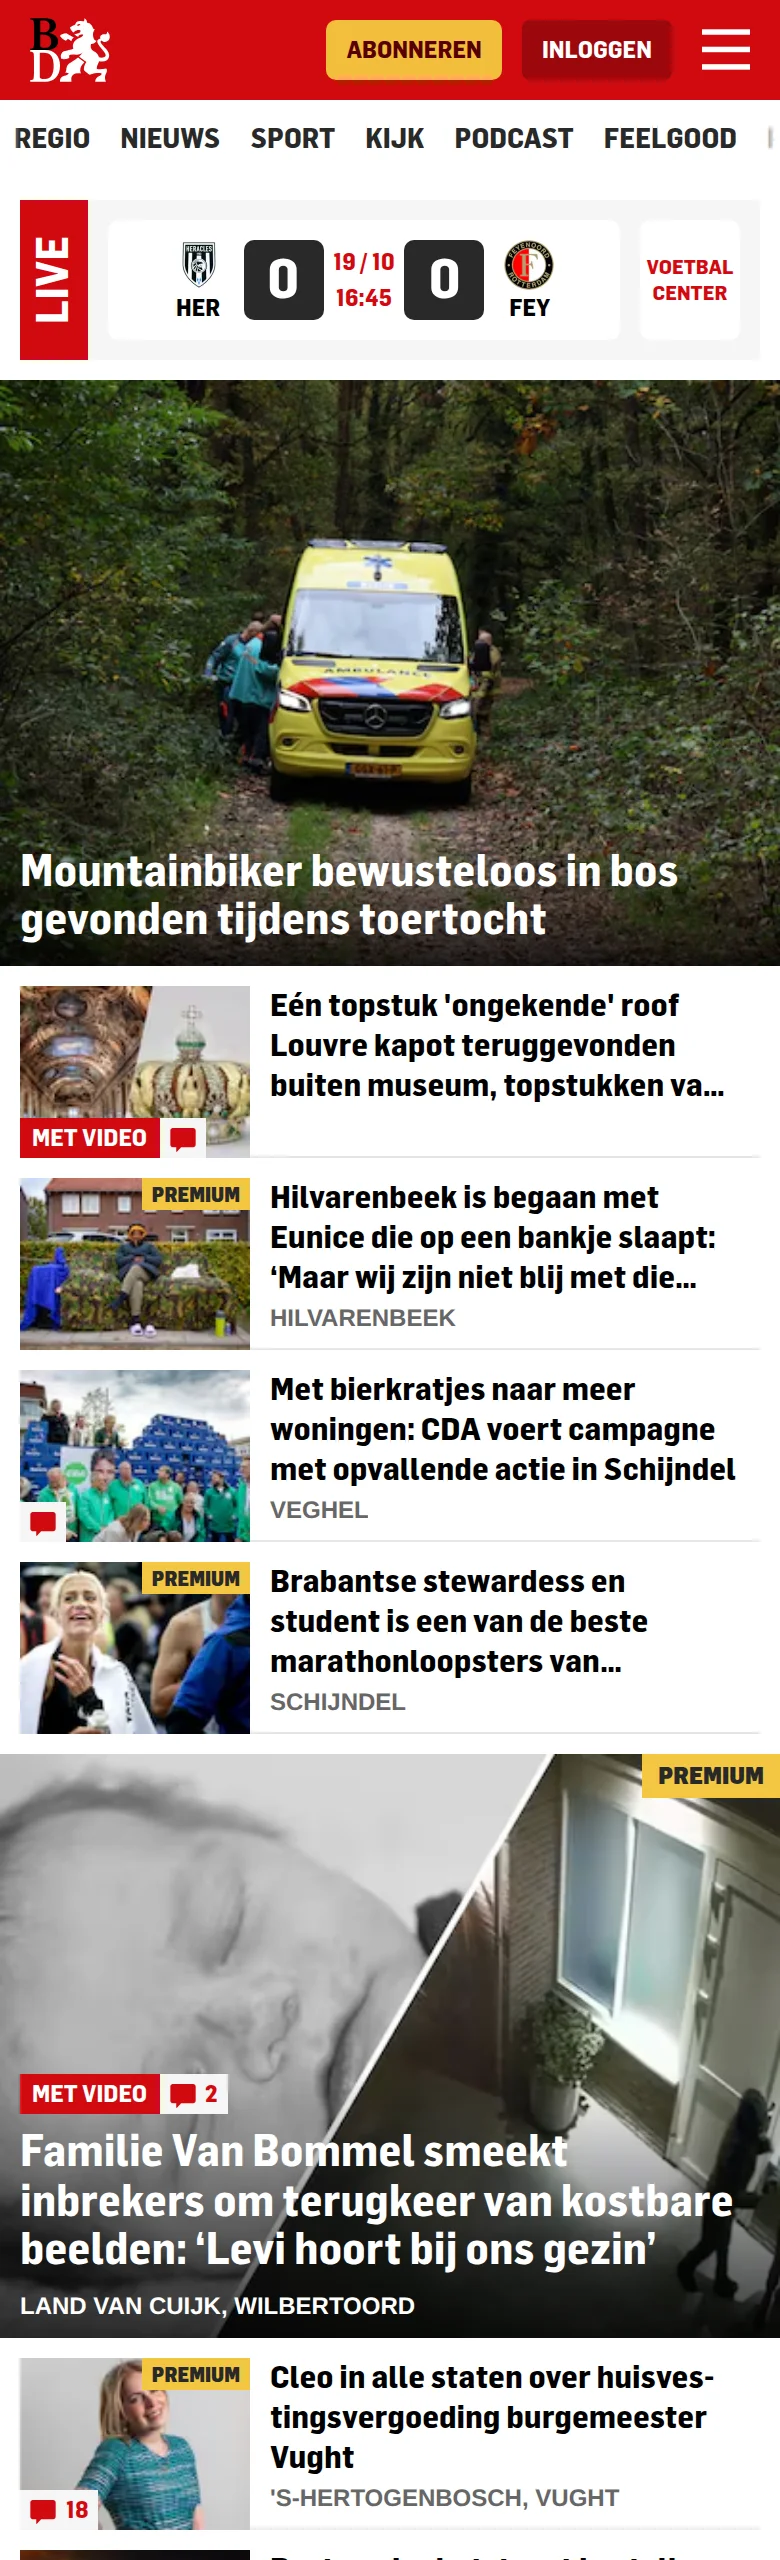 BD
ABONNEREN
INLOGGEN
REGIO NIEUWS SPORT KIJK PODCAST FEELGOOD
LIVE
HERACLES
HER
0
19 / 10
16:45
0
FEYENOORD
ROTTERDAM
FEY
VOETBAL
CENTER
AMBULANCE
Mountainbiker bewusteloos in bos
gevonden tijdens toertocht
MET VIDEO
Eén topstuk 'ongekende' roof
Louvre kapot teruggevonden
buiten museum, topstukken va...
PREMIUM
Hilvarenbeek is begaan met
Eunice die op een bankje slaapt:
‘Maar wij zijn niet blij met die...
HILVARENBEEK
Met bierkratjes naar meer
woningen: CDA voert campagne
met opvallende actie in Schijndel
VEGHEL
PREMIUM
Brabantse stewardess en
student is een van de beste
marathonloopsters van...
SCHIJNDEL
PREMIUM
MET VIDEO
2
Familie Van Bommel smeekt
inbrekers om terugkeer van kostbare
beelden: ‘Levi hoort bij ons gezin’
LAND VAN CUIJK, WILBERTOORD
PREMIUM
18
Cleo in alle staten over huisves-
tingsvergoeding burgemeester
Vught
'S-HERTOGENBOSCH, VUGHT